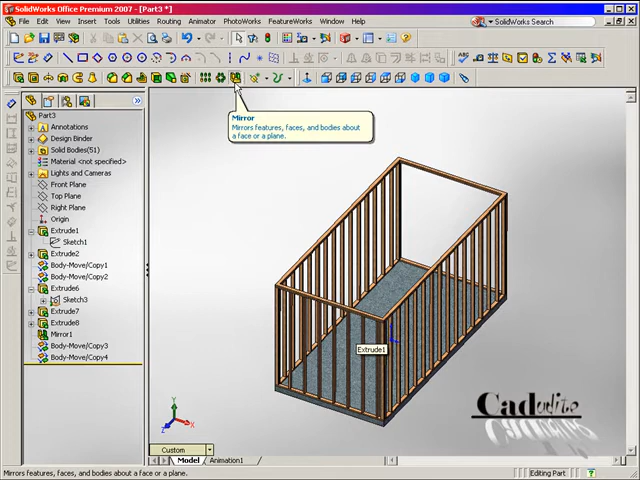 SolidWorks Office Premium 2007 - [Part3 *]
File Edit View Insert Tools Toolbox Routing Animator PhotoWorks FeatureWorks Window Help
SolidWorks Search
Mirror
Mirrors features, faces, and bodies about
a face or a plane.
Part3
Annotations
Design Binder
Solid Bodies(51)
Material <not specified>
Lights and Cameras
Front Plane
Top Plane
Right Plane
Origin
Extrude1
Sketch1
Extrude2
Body-Move/Copy1
Body-Move/Copy2
Extrude6
Sketch3
Extrude7
Extrude8
Mirror1
Body-Move/Copy3
Body-Move/Copy4
Extrude1
Cadudito
Y
X
Z
Custom
Model Animation1
Mirrors features, faces, and bodies about a face or a plane.
Editing Part